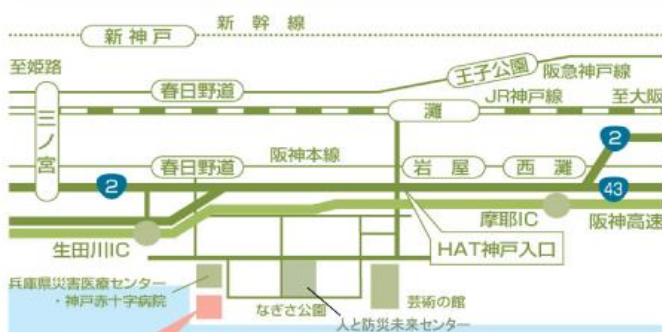 新幹線
新神戸
至姫路
王子公園
阪急神戸線
春日野道
三ノ宮
灘
JR神戸線
至大阪
2
阪神本線
春日野道
岩屋
西灘
2
43
摩耶IC
阪神高速
生田川IC
HAT神戸入口
兵庫県災害医療センター
・神戸赤十字病院
なぎさ公園
芸術の館
人と防災未来センター